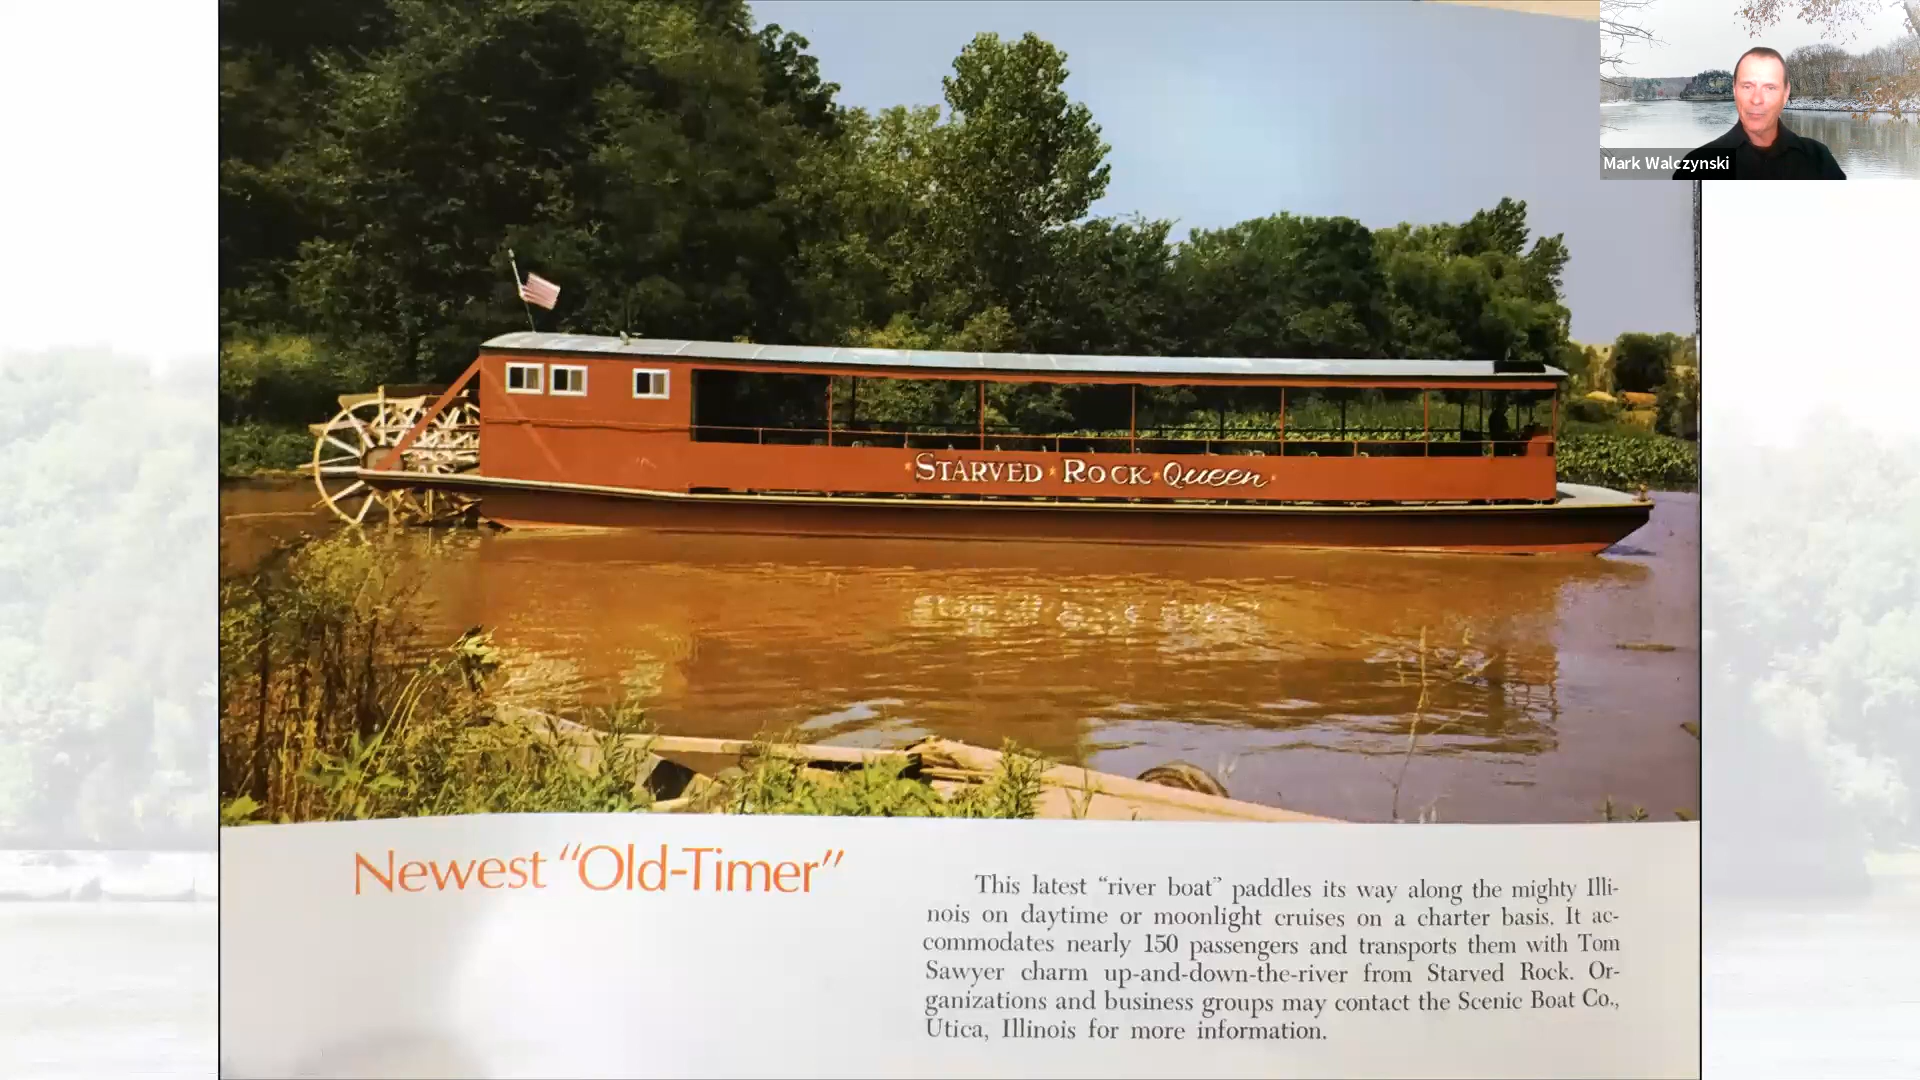 Mark Walczynski
STARVED ROCK Queen
Newest "Old-Timer"
This latest "river boat" paddles its way along the mighty Illi-
nois on daytime or moonlight cruises on a charter basis. It ac-
commodates nearly 150 passengers and transports them with Tom
Sawyer charm up-and-down-the-river from Starved Rock. Or-
ganizations and business groups may contact the Scenic Boat Co.,
Utica, Illinois for more information.